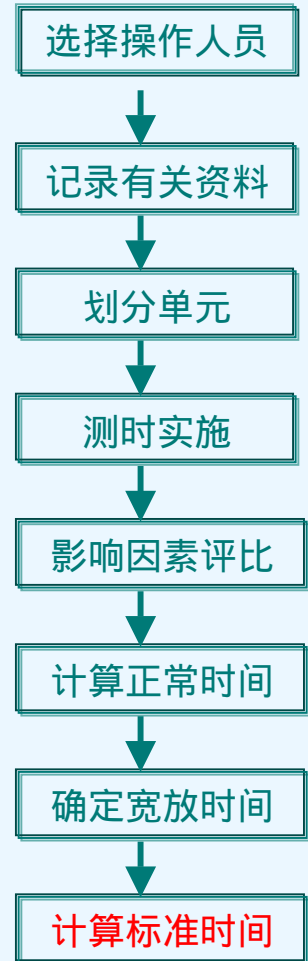 选择操作人员
记录有关资料
划分单元
测时实施
影响因素评比
计算正常时间
确定宽放时间
计算标准时间